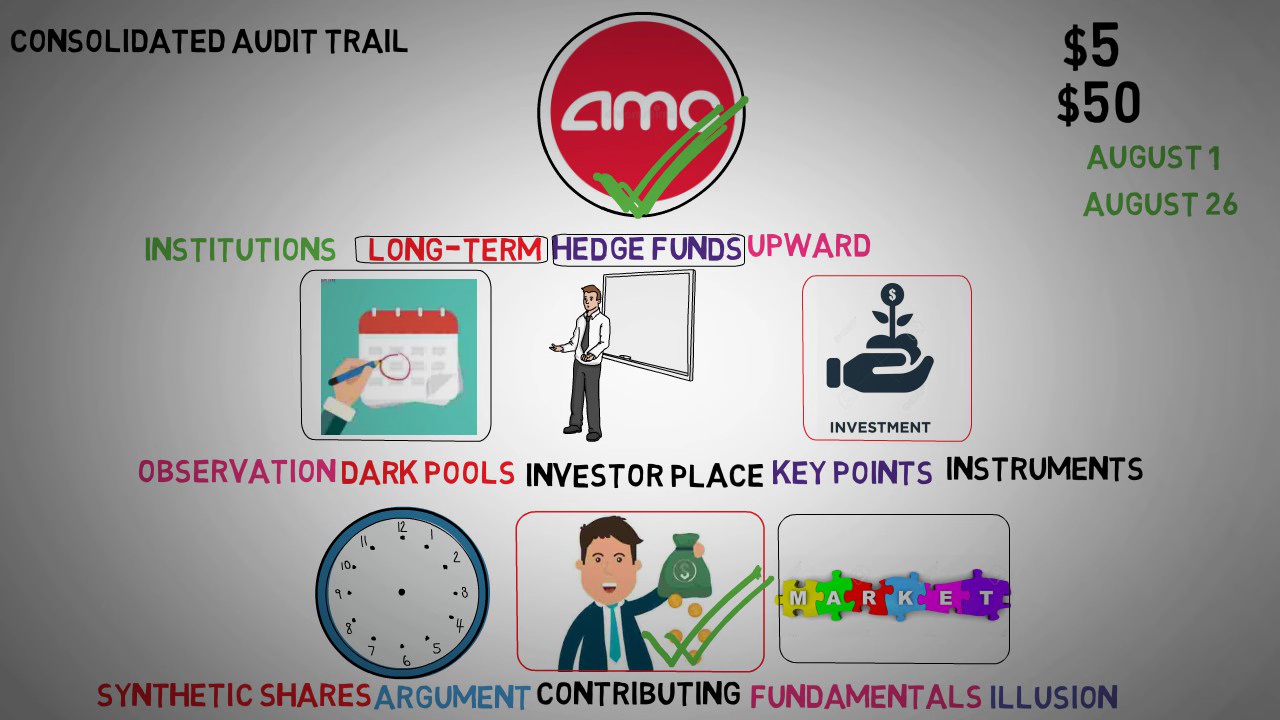 CONSOLIDATED AUDIT TRAIL
amc
$5
$50
AUGUST 1
AUGUST 26
INSTITUTIONS LONG-TERM HEDGE FUNDS UPWARD
INVESTMENT
OBSERVATION DARK POOLS INVESTOR PLACE KEY POINTS INSTRUMENTS
12
11 1
10 2
9 3
8 4
7 5
6
$
MARKET
SYNTHETIC SHARES ARGUMENT CONTRIBUTING FUNDAMENTALS ILLUSION